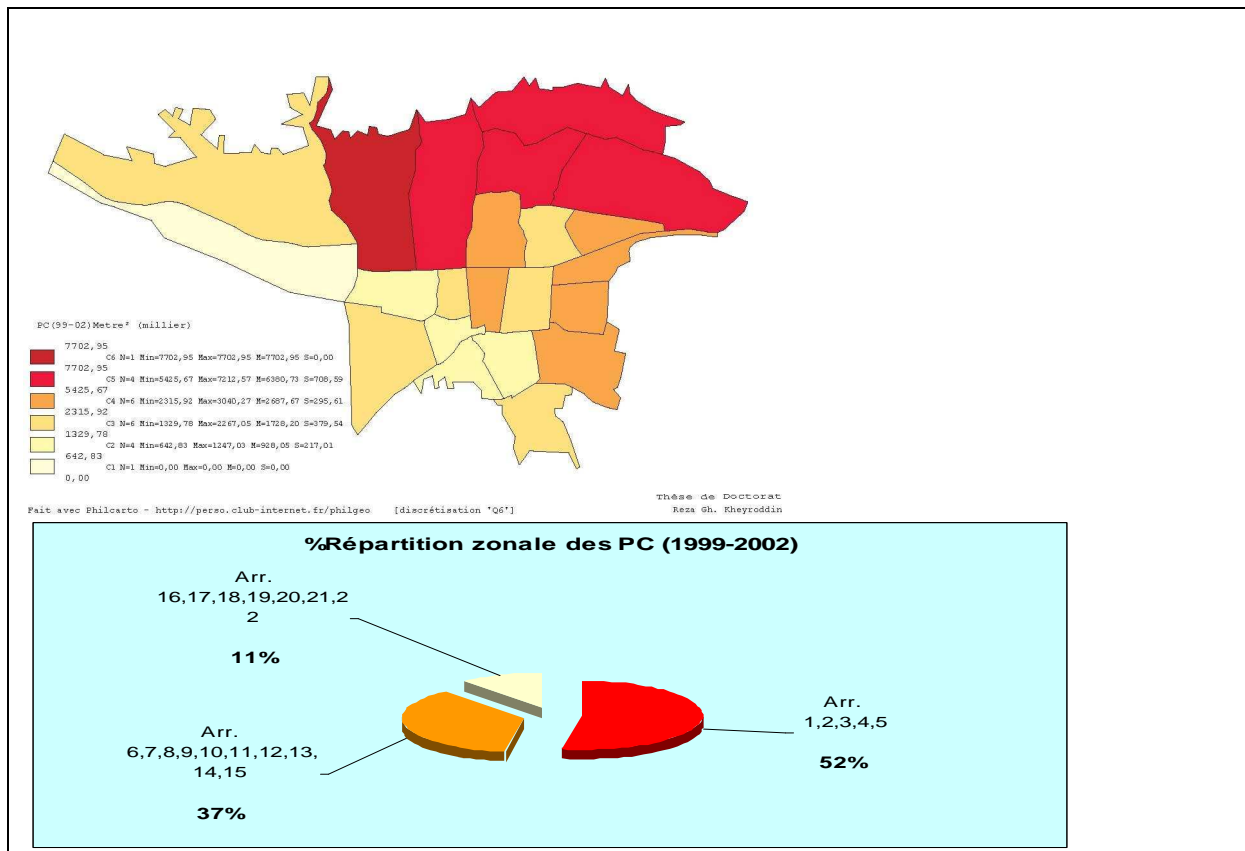 PC(99-02)Metre² (millier)
7702,95
C6 N=1 Min=7702,95 Max=7702,95 M=7702,95 S=0,00
7702,95
C5 N=4 Min=5425,67 Max=7212,57 M=6380,73 S=708,59
5425,67
C4 N=6 Min=2315,92 Max=3040,27 M=2687,67 S=295,61
2315,92
C3 N=6 Min=1329,78 Max=2267,05 M=1728,20 S=379,54
1329,78
C2 N=4 Min=642,83 Max=1247,03 M=928,05 S=217,01
642,83
C1 N=1 Min=0,00 Max=0,00 M=0,00 S=0,00
0,00
Thèse de Doctorat
Fait avec Philcarto - http://perso.club-internet.fr/philgeo [discrétisation 'Q6'] Reza Gh. Kheyroddin
%Répartition zonale des PC (1999-2002)
Arr.
16,17,18,19,20,21,2
2
11%
Arr.
1,2,3,4,5
52%
Arr.
6,7,8,9,10,11,12,13,
14,15
37%